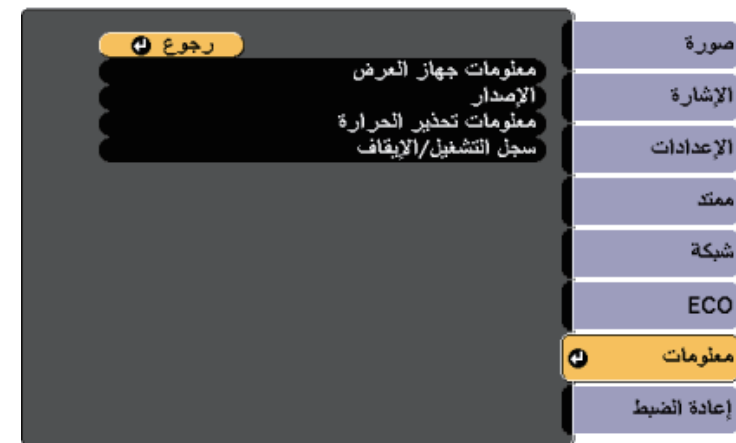 صورة
الإشارة
الإعدادات
ممتد
شبكة
ECO
معلومات
إعادة الضبط
رجوع
معلومات جهاز العرض
الإصدار
معلومات تحذير الحرارة
سجل التشغيل/الإيقاف